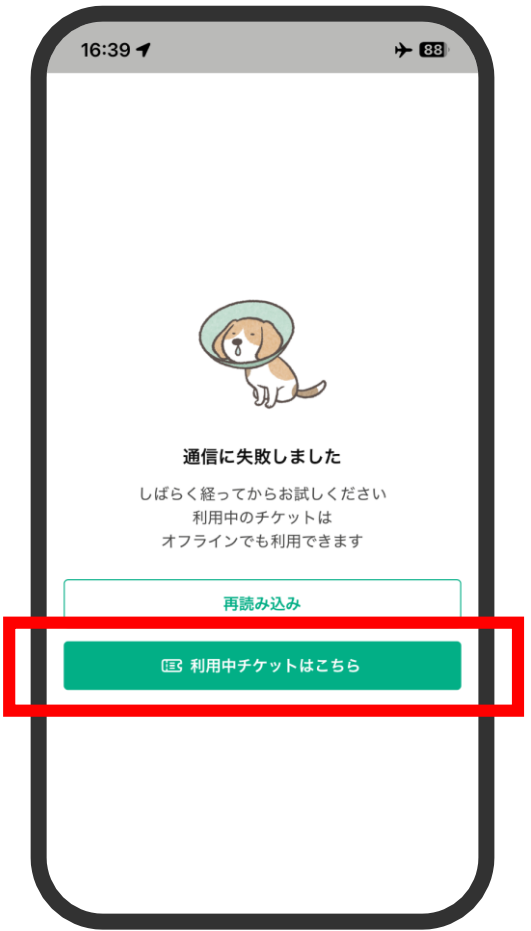 16:39
88
通信に失敗しました
しばらく経ってからお試しください
利用中のチケットは
オフラインでも利用できます
再読み込み
利用中チケットはこちら